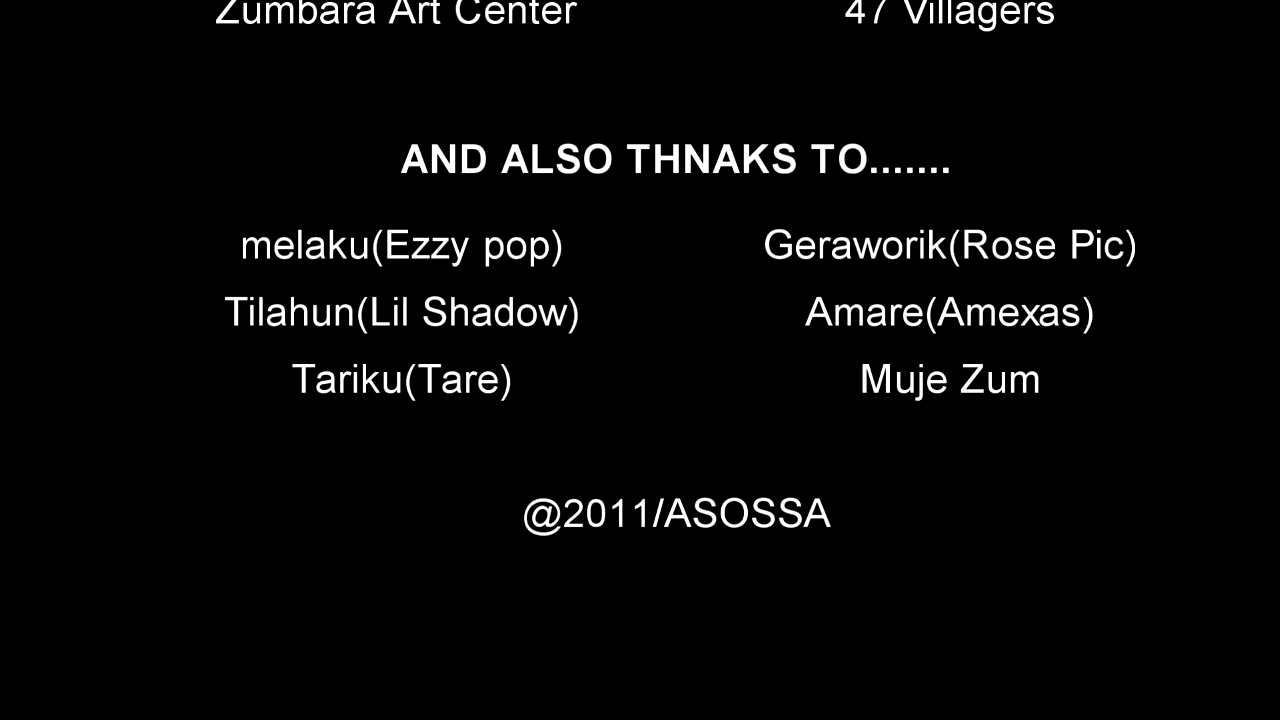 Zumbara Art Center 47 Villagers
AND ALSO THNAKS TO.......
melaku(Ezzy pop) Geraworik(Rose Pic)
Tilahun(Lil Shadow) Amare(Amexas)
Tariku(Tare) Muje Zum
@2011/ASOSSA